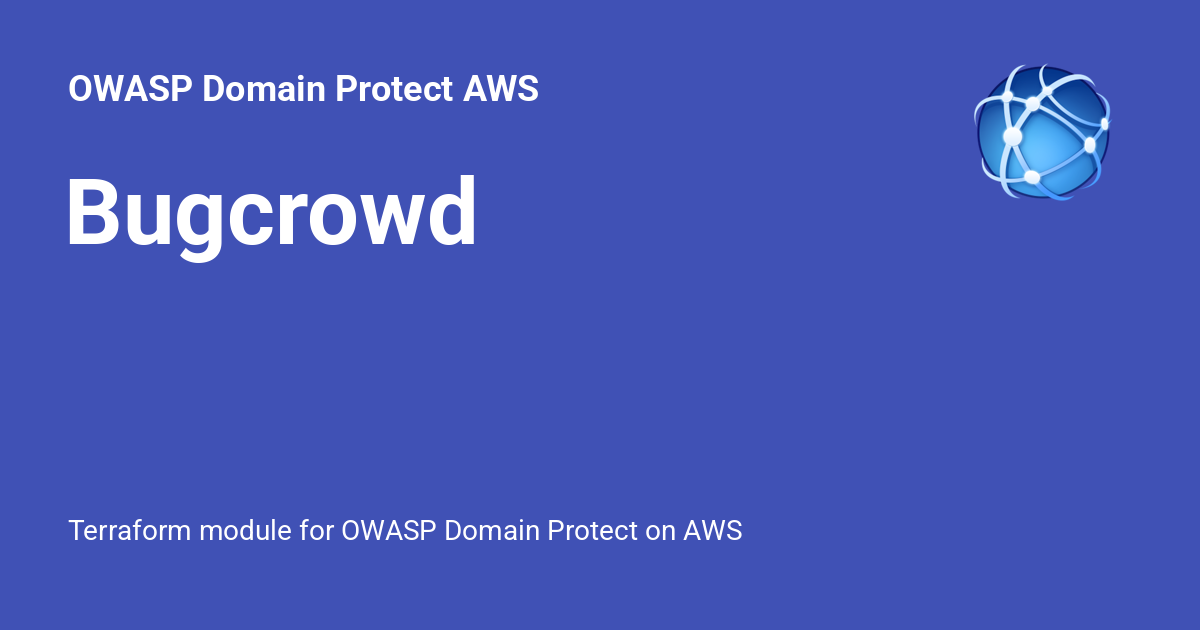 OWASP Domain Protect AWS
Bugcrowd
Terraform module for OWASP Domain Protect on AWS